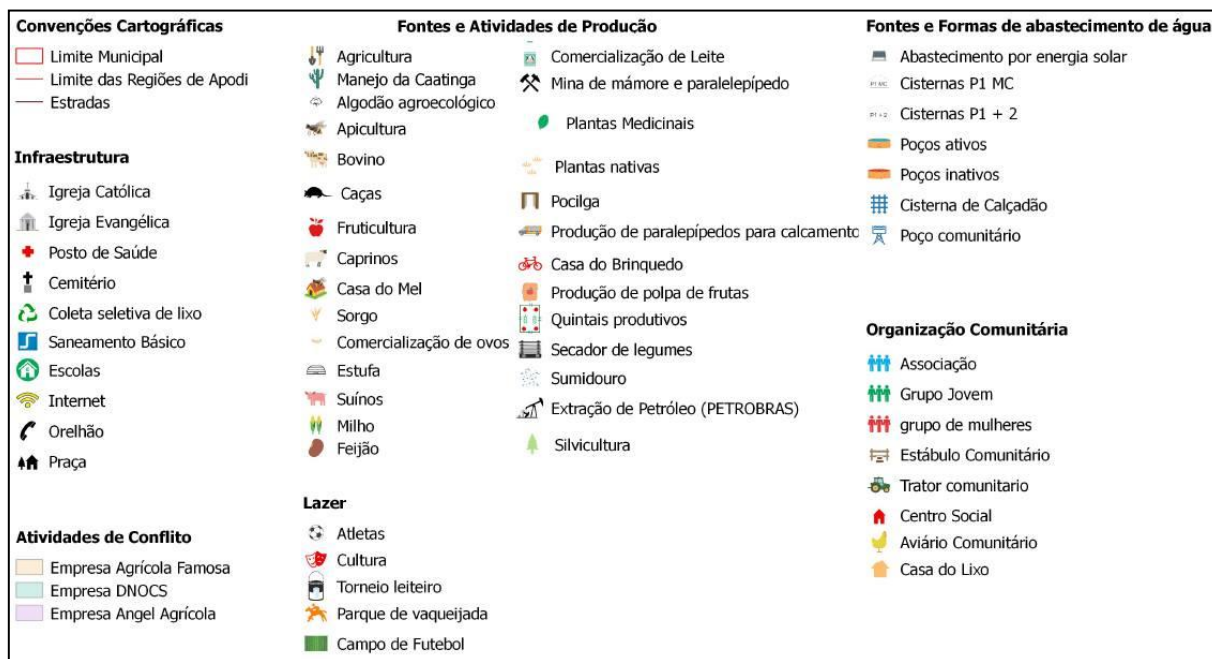 Convenções Cartográficas
Limite Municipal
Limite das Regiões de Apodi
Estradas
Infraestrutura
Igreja Católica
Igreja Evangélica
Posto de Saúde
Cemitério
Coleta seletiva de lixo
Saneamento Básico
Escolas
Internet
Orelhão
Praça
Atividades de Conflito
Empresa Agrícola Famosa
Empresa DNOCS
Empresa Angel Agrícola
Fontes e Atividades de Produção
Agricultura
Manejo da Caatinga
Algodão agroecológico
Apicultura
Bovino
Caças
Fruticultura
Caprinos
Casa do Mel
Sorgo
Comercialização de ovos
Estufa
Suínos
Milho
Feijão
Comercialização de Leite
Mina de mámore e paralelepípedo
Plantas Medicinais
Plantas nativas
Pocilga
Produção de paralepípedos para calcamento
Casa do Brinquedo
Produção de polpa de frutas
Quintais produtivos
Secador de legumes
Sumidouro
Extração de Petróleo (PETROBRAS)
Silvicultura
Lazer
Atletas
Cultura
Torneio leiteiro
Parque de vaqueijada
Campo de Futebol
Fontes e Formas de abastecimento de água
Abastecimento por energia solar
P1 MC Cisternas P1 MC
P1 + 2 Cisternas P1 + 2
Poços ativos
Poços inativos
Cisterna de Calçadão
Poço comunitário
Organização Comunitária
Associação
Grupo Jovem
grupo de mulheres
Estábulo Comunitário
Trator comunitario
Centro Social
Aviário Comunitário
Casa do Lixo